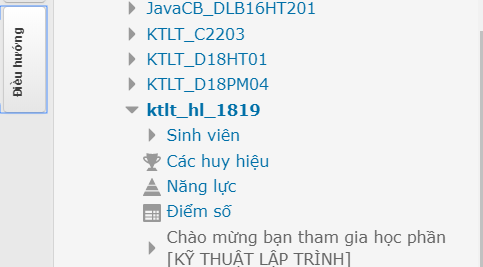 Điều hướng
JavaCB_DLB16HT201
KTLT_C2203
KTLT_D18HT01
KTLT_D18PM04
ktlt_hl_1819
Sinh viên
Các huy hiệu
Năng lực
Điểm số
Chào mừng bạn tham gia học phần
[KỸ THUẬT LẬP TRÌNH]